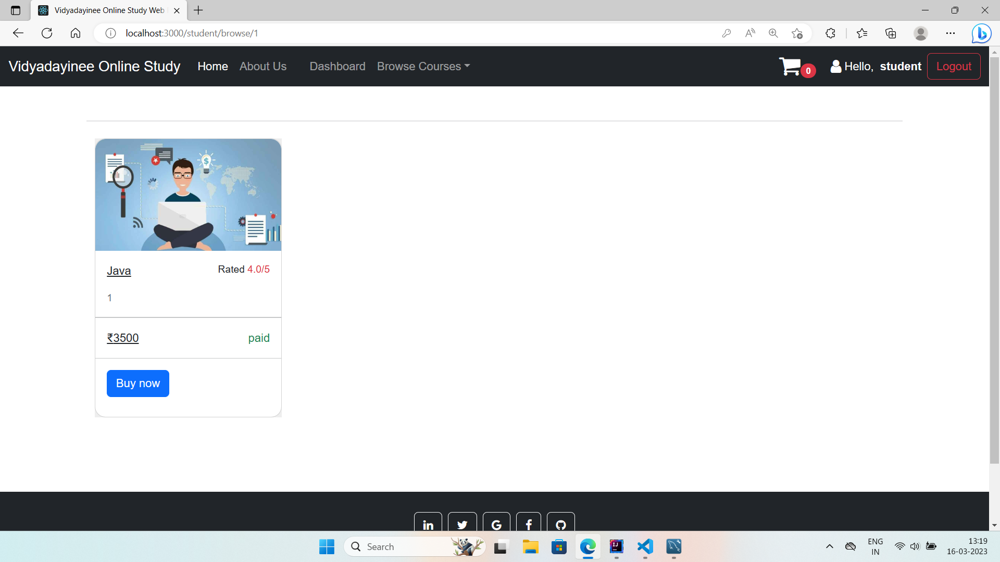 Vidyadayinee Online Study Web
localhost:3000/student/browse/1
Vidyadayinee Online Study Home About Us Dashboard Browse Courses 0 Hello, student Logout
Java Rated 4.0/5
1
₹3500 paid
Buy now
Search
ENG
IN
13:19
16-03-2023